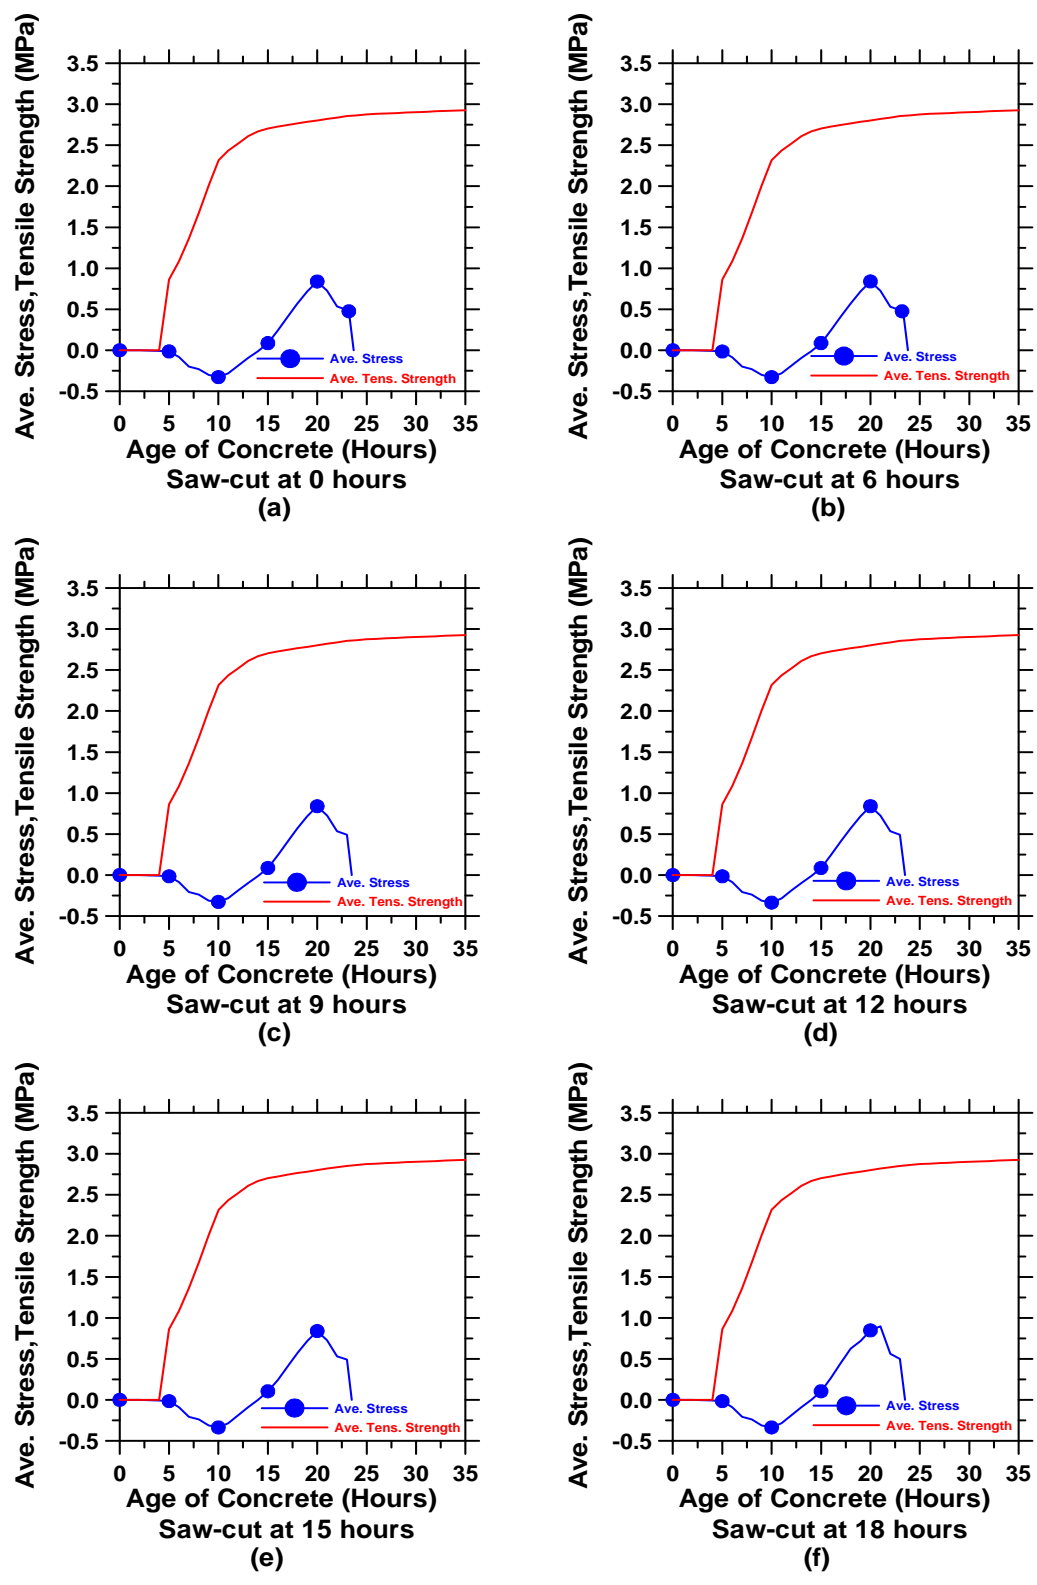 Ave. Stress,Tensile Strength (MPa)
3.5
3.0
2.5
2.0
1.5
1.0
0.5
0.0
-0.5
Ave. Stress
Ave. Tens. Strength
0 5 10 15 20 25 30 35
Age of Concrete (Hours)
Saw-cut at 0 hours
(a)
Ave. Stress,Tensile Strength (MPa)
3.5
3.0
2.5
2.0
1.5
1.0
0.5
0.0
-0.5
Ave. Stress
Ave. Tens. Strength
0 5 10 15 20 25 30 35
Age of Concrete (Hours)
Saw-cut at 6 hours
(b)
Ave. Stress,Tensile Strength (MPa)
3.5
3.0
2.5
2.0
1.5
1.0
0.5
0.0
-0.5
Ave. Stress
Ave. Tens. Strength
0 5 10 15 20 25 30 35
Age of Concrete (Hours)
Saw-cut at 9 hours
(c)
Ave. Stress,Tensile Strength (MPa)
3.5
3.0
2.5
2.0
1.5
1.0
0.5
0.0
-0.5
Ave. Stress
Ave. Tens. Strength
0 5 10 15 20 25 30 35
Age of Concrete (Hours)
Saw-cut at 12 hours
(d)
Ave. Stress,Tensile Strength (MPa)
3.5
3.0
2.5
2.0
1.5
1.0
0.5
0.0
-0.5
Ave. Stress
Ave. Tens. Strength
0 5 10 15 20 25 30 35
Age of Concrete (Hours)
Saw-cut at 15 hours
(e)
Ave. Stress,Tensile Strength (MPa)
3.5
3.0
2.5
2.0
1.5
1.0
0.5
0.0
-0.5
Ave. Stress
Ave. Tens. Strength
0 5 10 15 20 25 30 35
Age of Concrete (Hours)
Saw-cut at 18 hours
(f)